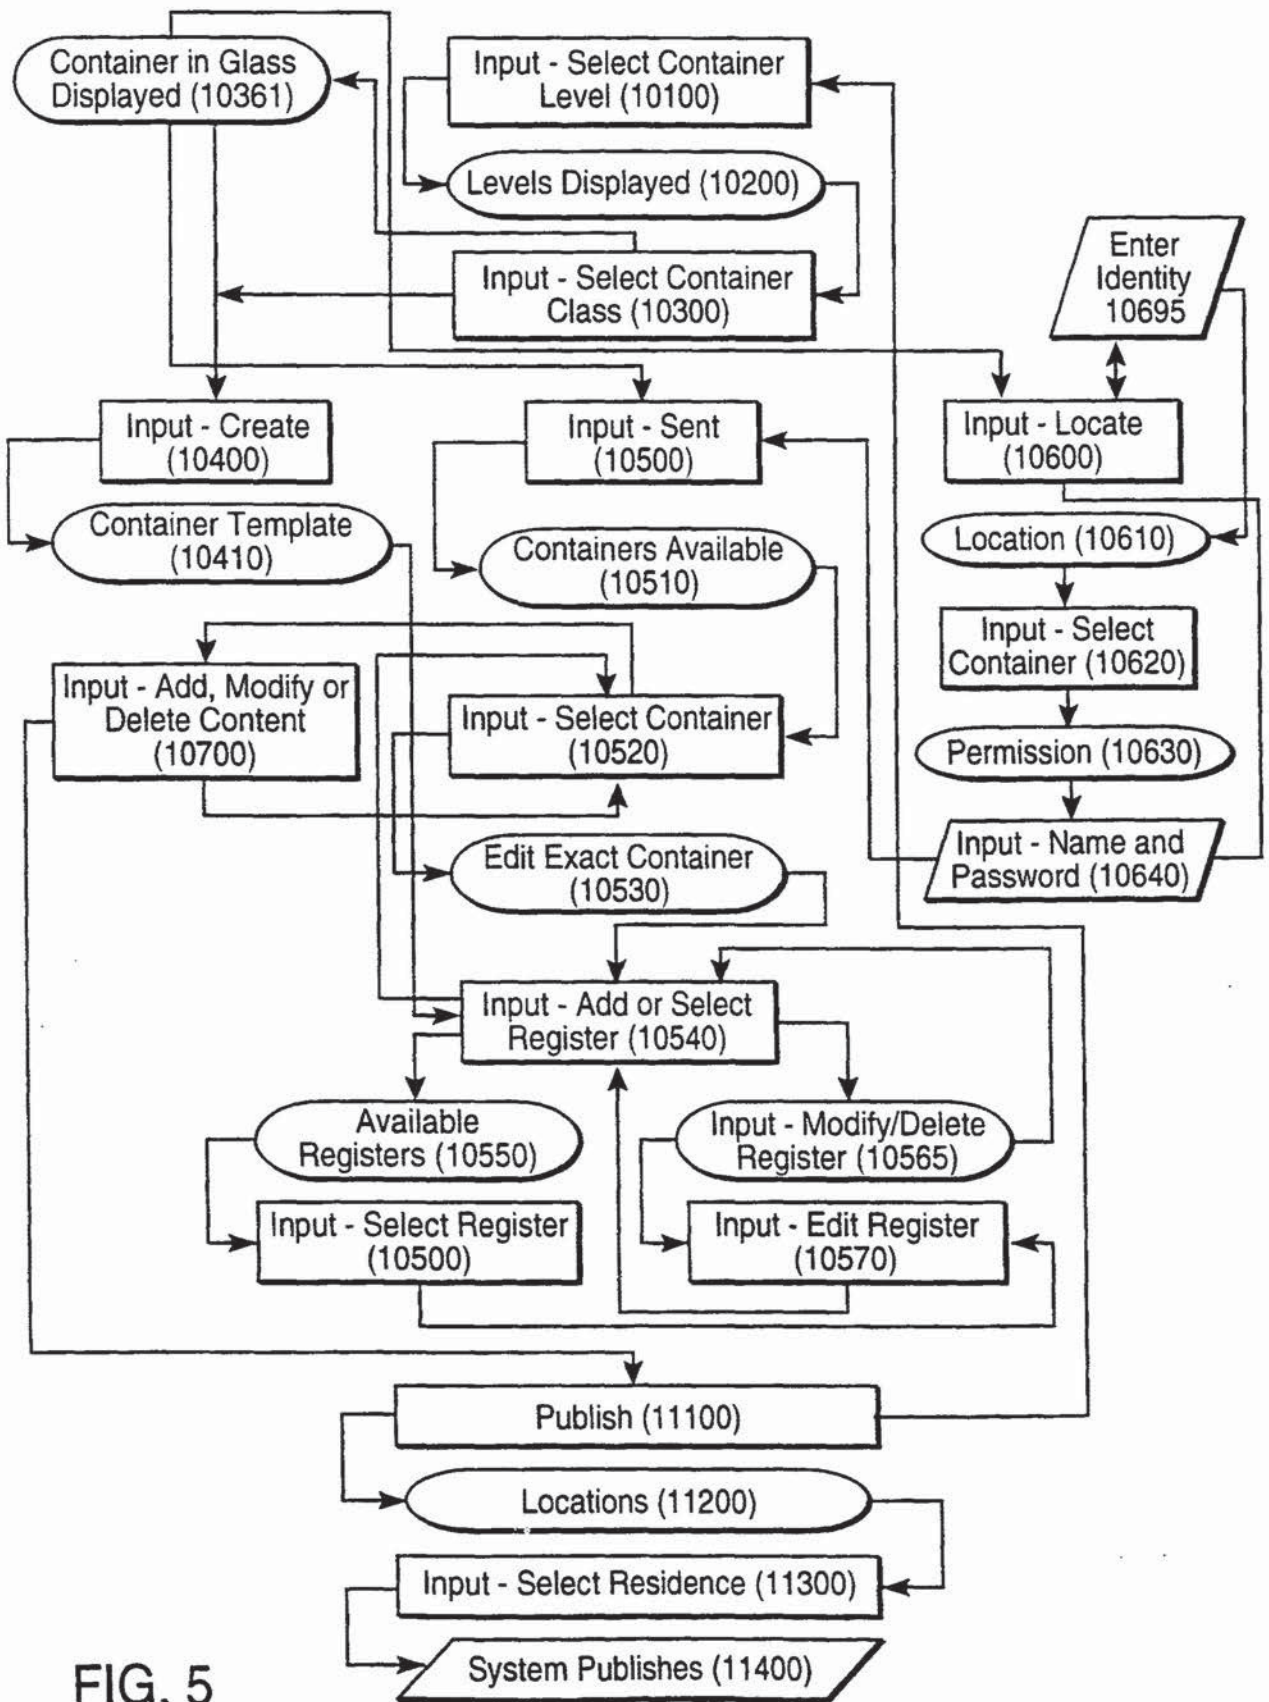 Container in Glass
Displayed (10361)
Input - Select Container
Level (10100)
Levels Displayed (10200)
Input - Select Container
Class (10300)
Enter
Identity
10695
Input - Create
(10400)
Input - Sent
(10500)
Input - Locate
(10600)
Container Template
(10410)
Containers Available
(10510)
Location (10610)
Input - Select
Container (10620)
Input - Add, Modify or
Delete Content
(10700)
Input - Select Container
(10520)
Permission (10630)
Edit Exact Container
(10530)
Input - Name and
Password (10640)
Input - Add or Select
Register (10540)
Available
Registers (10550)
Input - Modify/Delete
Register (10565)
Input - Select Register
(10500)
Input - Edit Register
(10570)
Publish (11100)
Locations (11200)
Input - Select Residence (11300)
System Publishes (11400)
FIG. 5